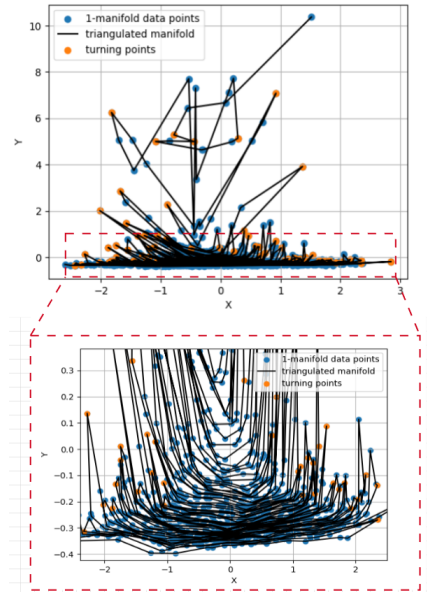 10
8
6
4
2
0
Y
−2
−1
0
1
2
3
X
1-manifold data points
triangulated manifold
turning points
0.3
0.2
0.1
0.0
−0.1
−0.2
−0.3
−0.4
Y
−2
−1
0
1
2
X
1-manifold data points
triangulated manifold
turning points